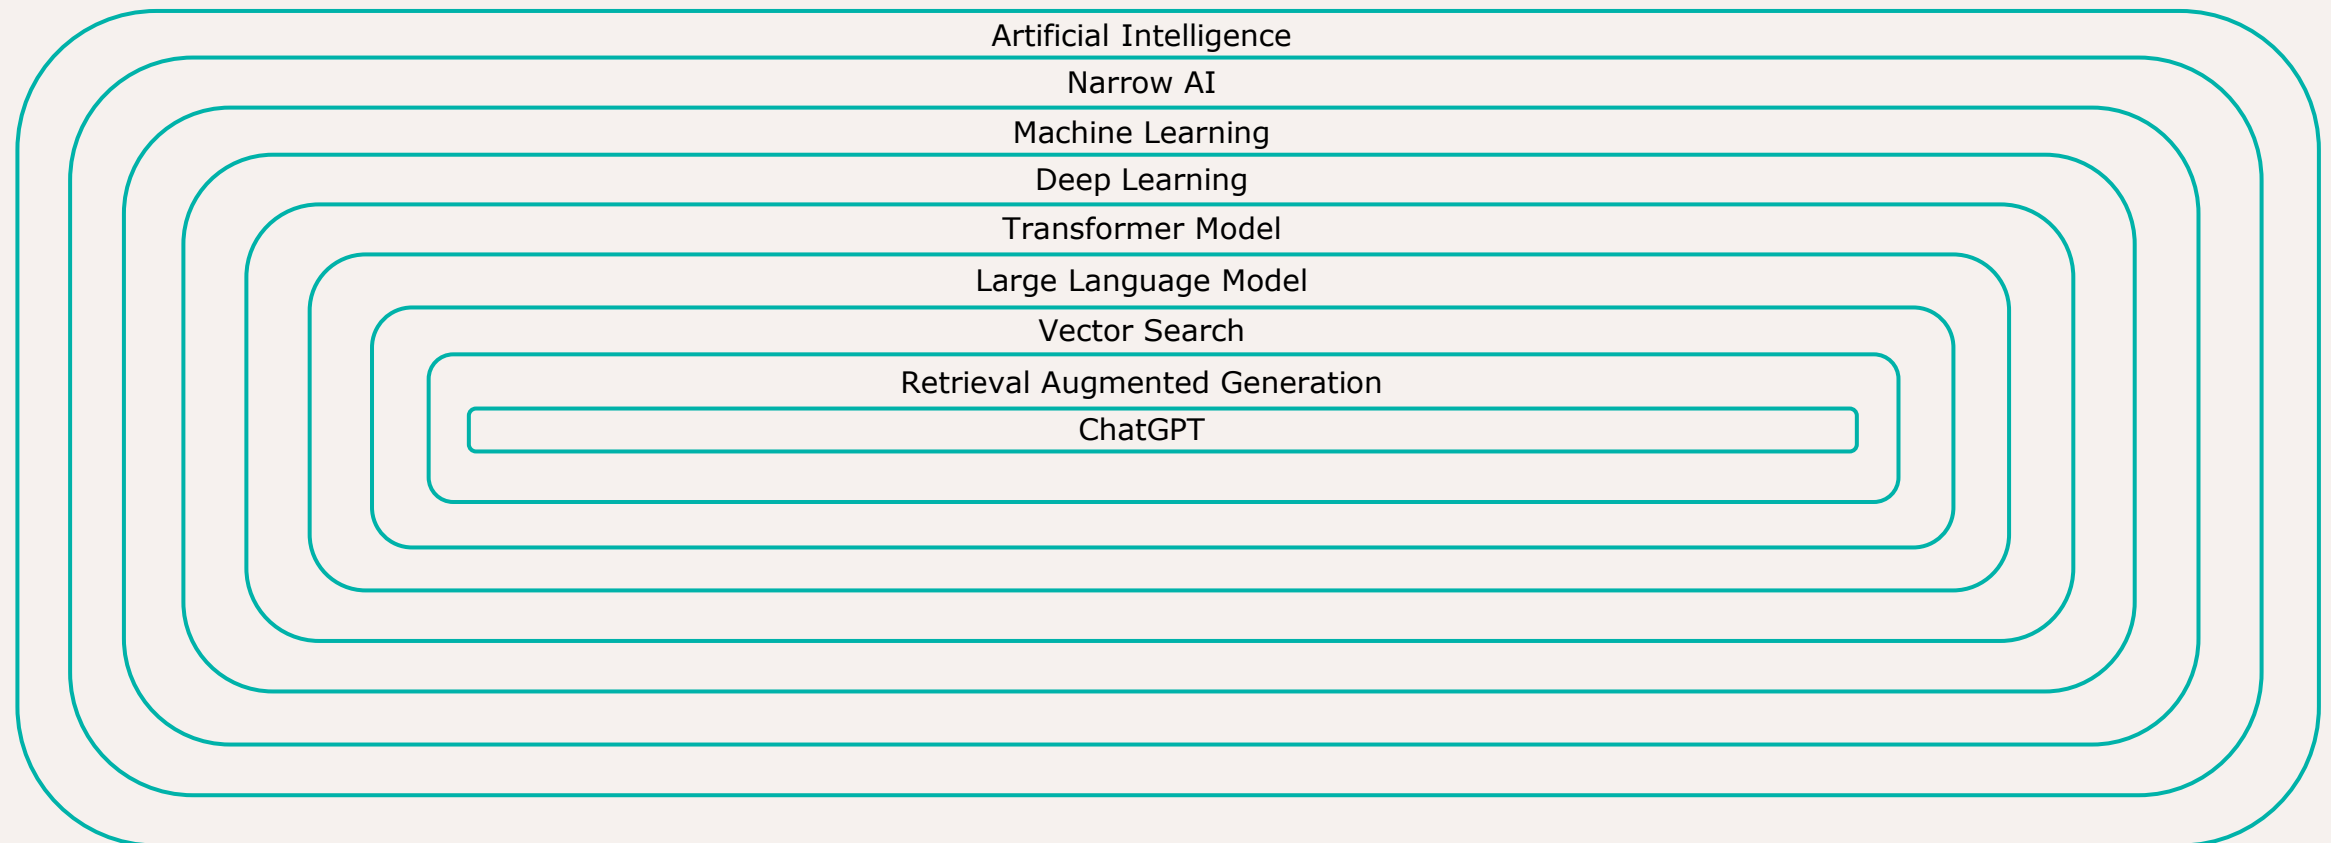 Artificial Intelligence
Narrow AI
Machine Learning
Deep Learning
Transformer Model
Large Language Model
Vector Search
Retrieval Augmented Generation
ChatGPT